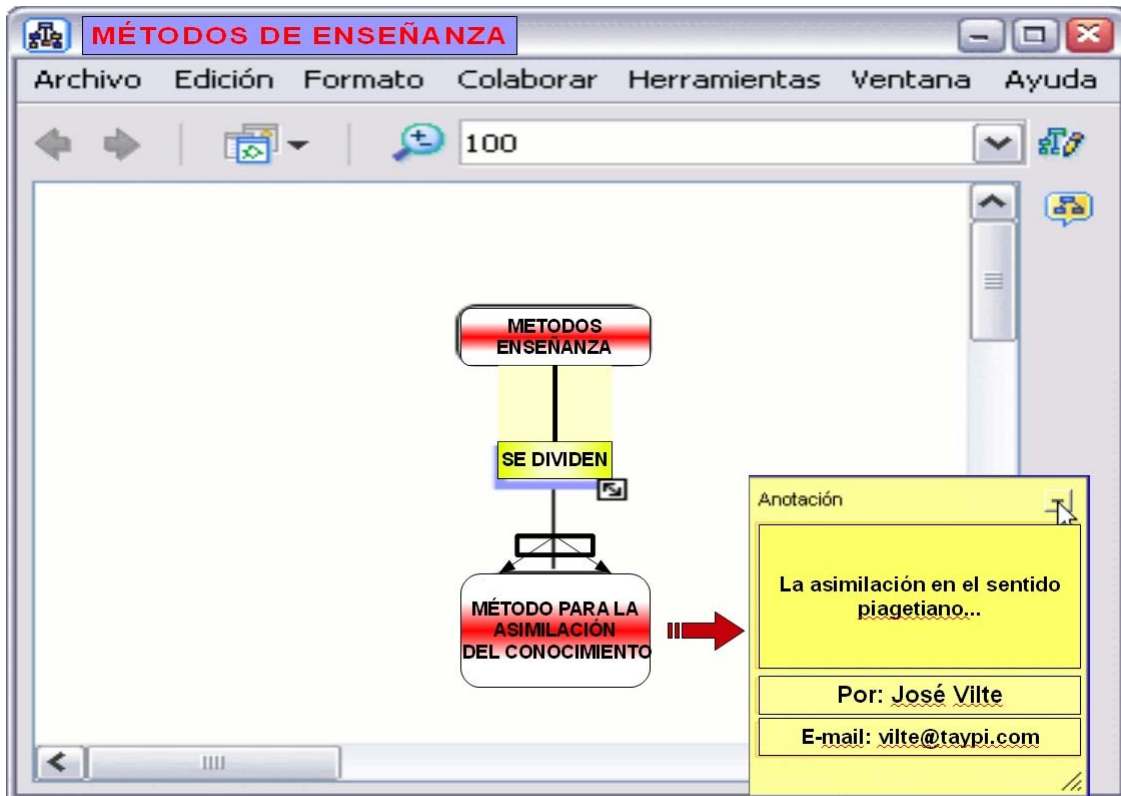 MÉTODOS DE ENSEÑANZA
Archivo Edición Formato Colaborar Herramientas Ventana Ayuda
100
METODOS
ENSEÑANZA
SE DIVIDEN
MÉTODO PARA LA
ASIMILACIÓN
DEL CONOCIMIENTO
Anotación
La asimilación en el sentido
piagetiano...
Por: José Vilte
E-mail: vilte@taypi.com